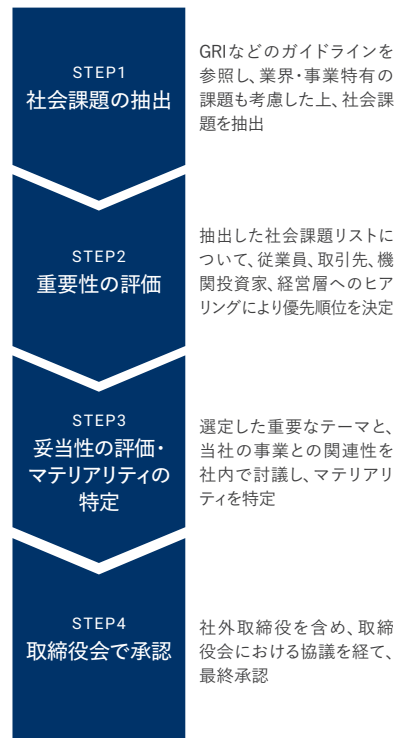 STEP1
社会課題の抽出
GRIなどのガイドラインを
参照し、業界・事業特有の
課題も考慮した上、社会課
題を抽出
STEP2
重要性の評価
抽出した社会課題リストに
ついて、従業員、取引先、機
関投資家、経営層へのヒア
リングにより優先順位を決定
STEP3
妥当性の評価・
マテリアリティの
特定
選定した重要なテーマと、
当社の事業との関連性を
社内で討議し、マテリアリ
ティを特定
STEP4
取締役会で承認
社外取締役を含め、取締
役会における協議を経て、
最終承認